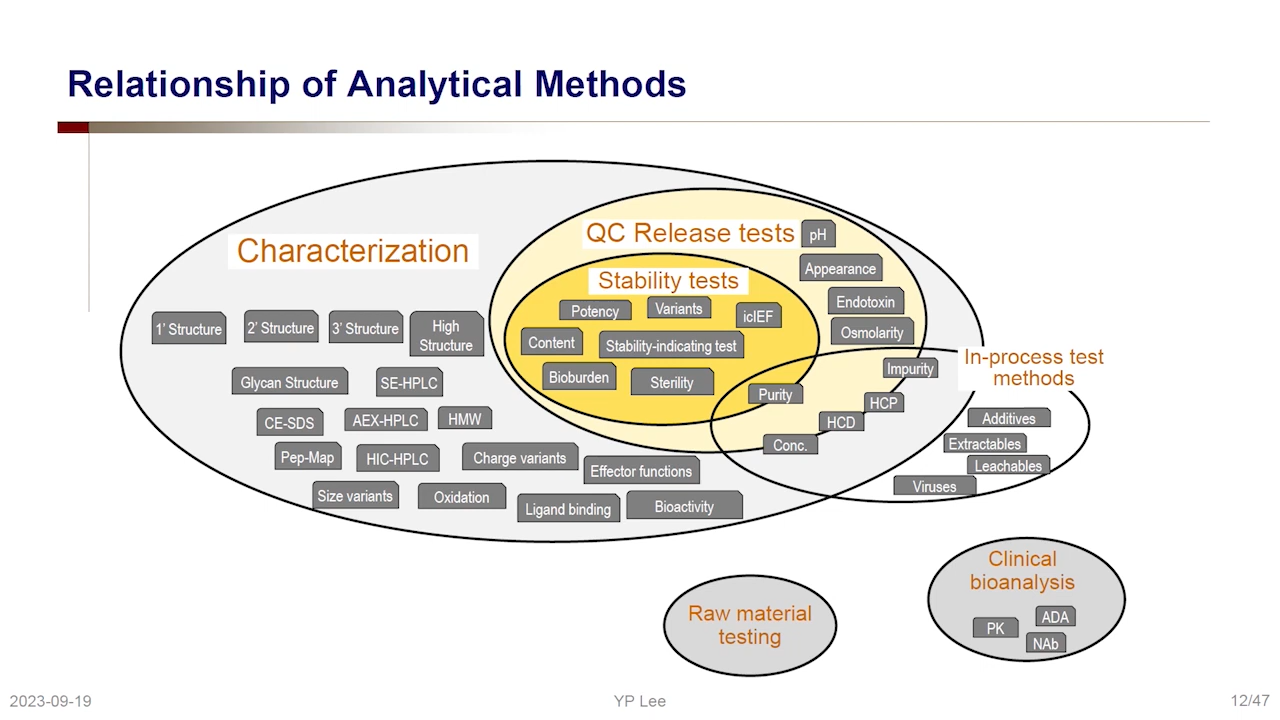 Relationship of Analytical Methods
Characterization
QC Release tests
pH
Appearance
Endotoxin
Osmolarity
Stability tests
Potency
Variants
icIEF
Content
Stability-indicating test
Bioburden
Sterility
Purity
1’ Structure
2’ Structure
3’ Structure
High
Structure
Glycan Structure
SE-HPLC
CE-SDS
AEX-HPLC
HMW
Pep-Map
HIC-HPLC
Charge variants
Effector functions
Size variants
Oxidation
Ligand binding
Bioactivity
In-process test
methods
Impurity
HCP
HCD
Conc.
Additives
Extractables
Leachables
Viruses
Raw material
testing
Clinical
bioanalysis
PK
ADA
NAb
2023-09-19
YP Lee
12/47